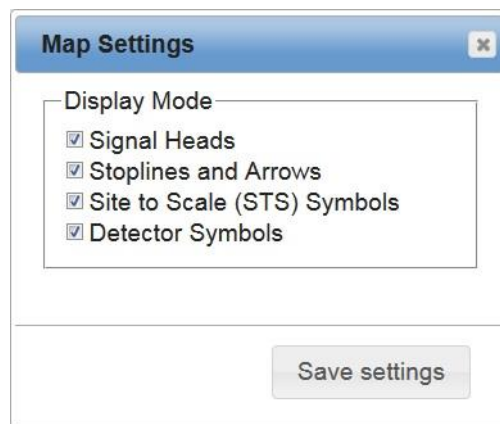 Map Settings
Display Mode
Signal Heads
Stoplines and Arrows
Site to Scale (STS) Symbols
Detector Symbols
Save settings